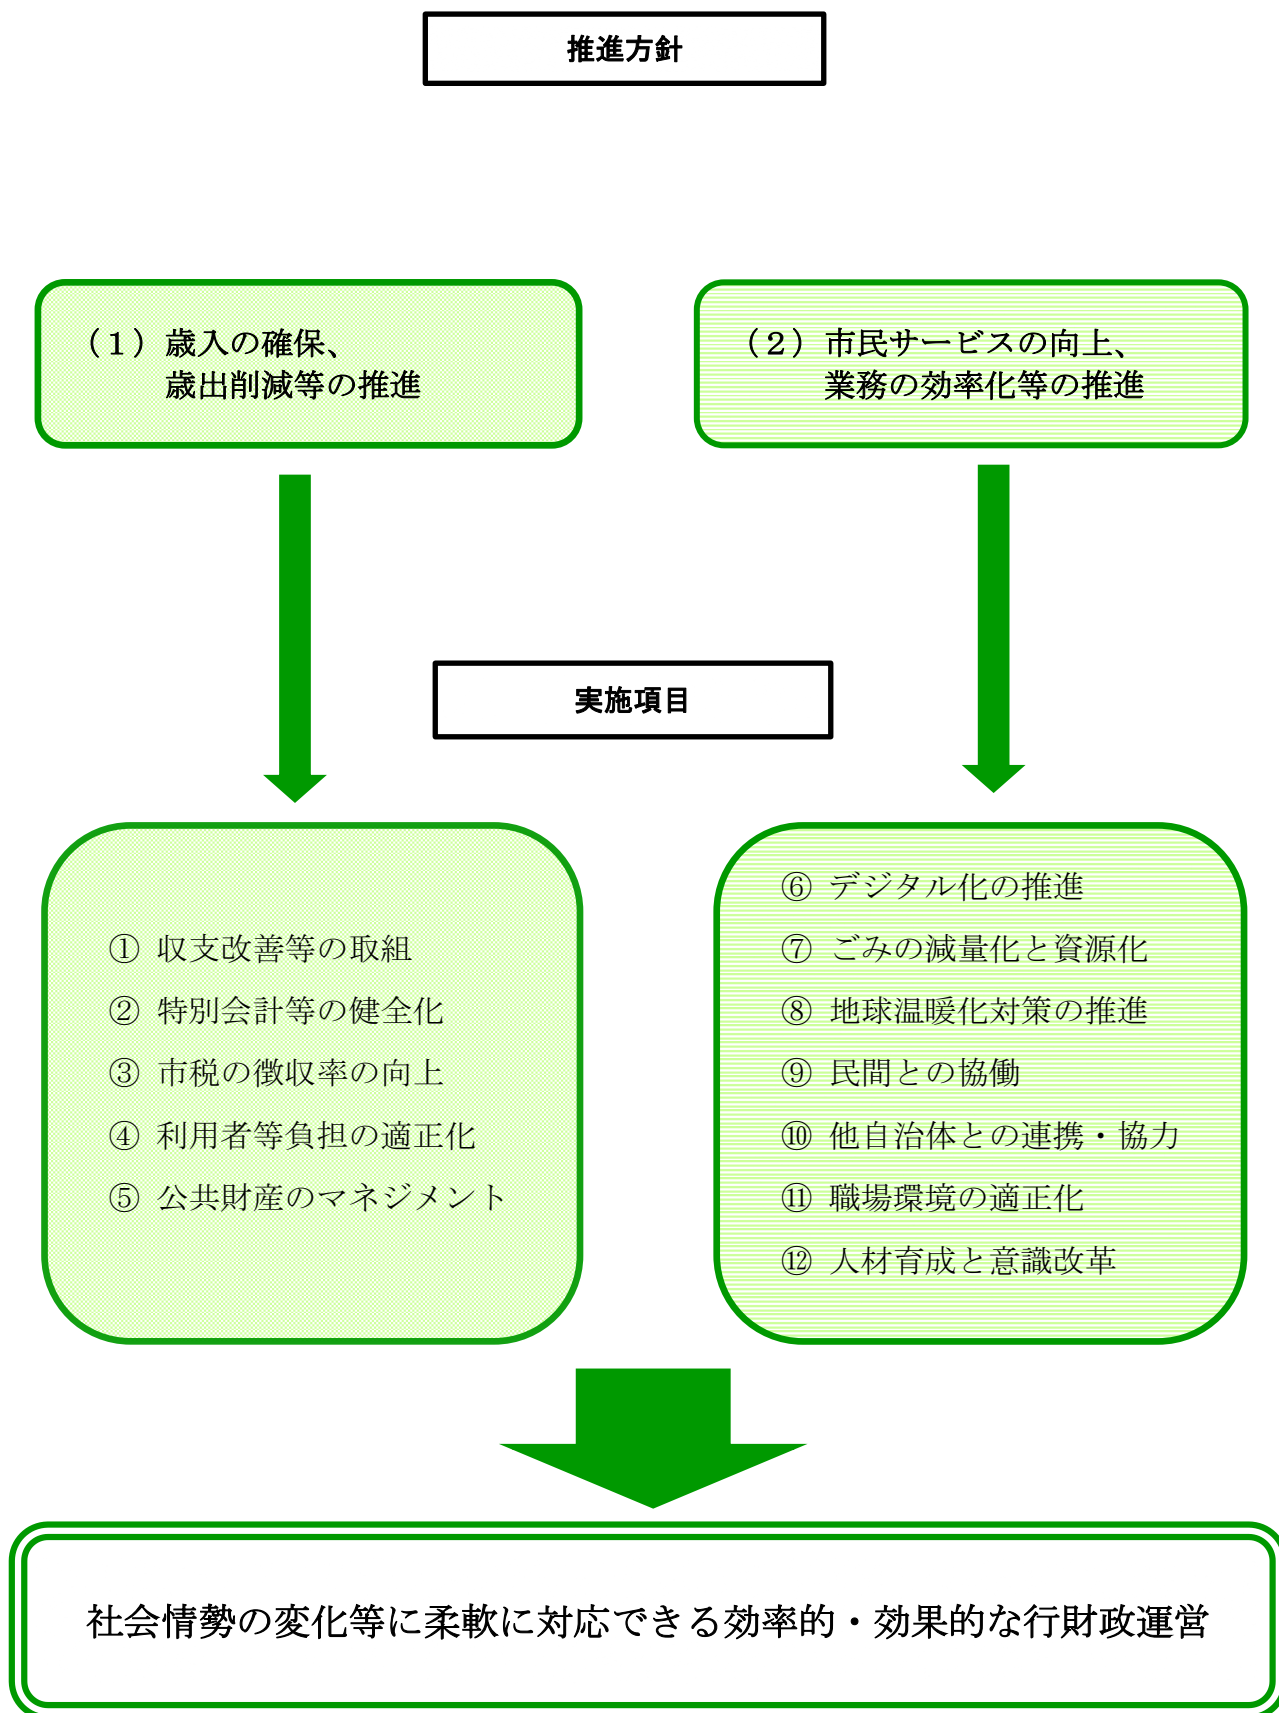 推進方針
（１）歳入の確保、
歳出削減等の推進
（２）市民サービスの向上、
業務の効率化等の推進
実施項目
① 収支改善等の取組
② 特別会計等の健全化
③ 市税の徴収率の向上
④ 利用者等負担の適正化
⑤ 公共財産のマネジメント
⑥ デジタル化の推進
⑦ ごみの減量化と資源化
⑧ 地球温暖化対策の推進
⑨ 民間との協働
⑩ 他自治体との連携・協力
⑪ 職場環境の適正化
⑫ 人材育成と意識改革
社会情勢の変化等に柔軟に対応できる効率的・効果的な行財政運営